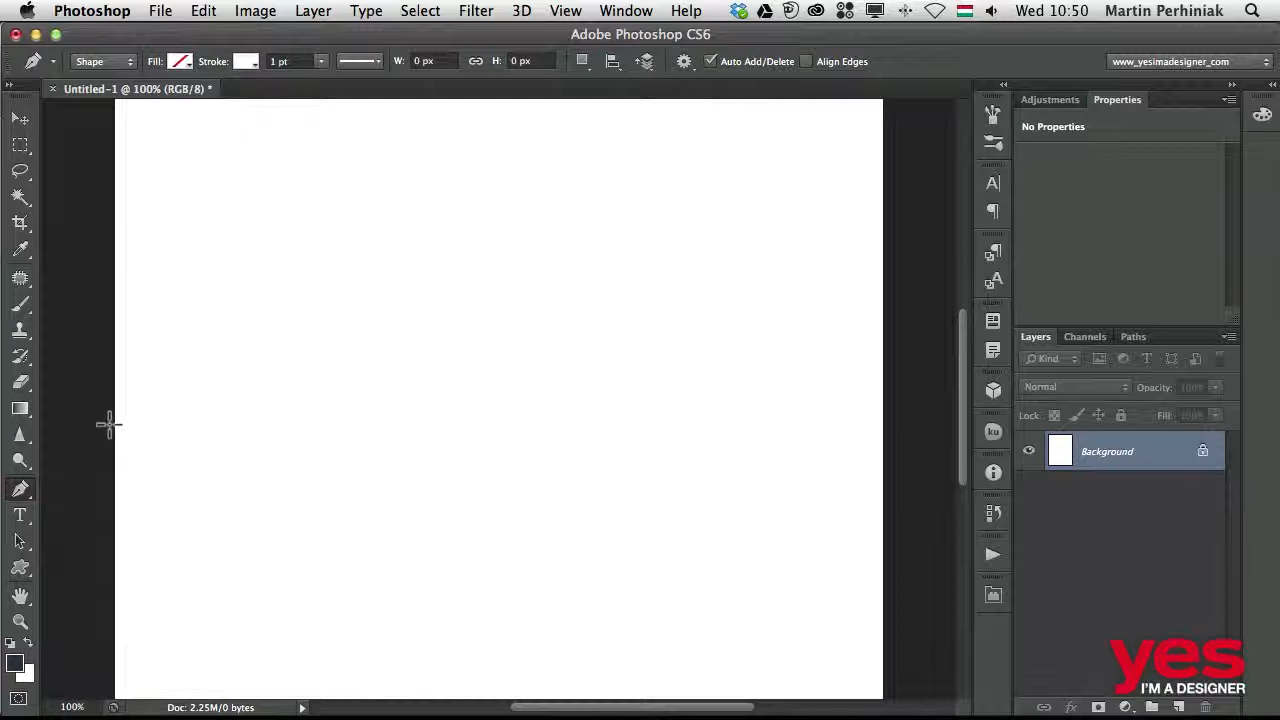 Photoshop File Edit Image Layer Type Select Filter 3D View Window Help Wed 10:50 Martin Perhiniak
Adobe Photoshop CS6
Shape Fill: Stroke: 1 pt W: 0 px H: 0 px Auto Add/Delete Align Edges www_yesimadesigner_com
Untitled-1 @ 100% (RGB/8) *
Adjustments Properties
No Properties
Layers Channels Paths
Kind
Normal Opacity: 100%
Lock: Fill: 100%
Background
ku
yes
I'M A DESIGNER
100% Doc: 2.25M/0 bytes